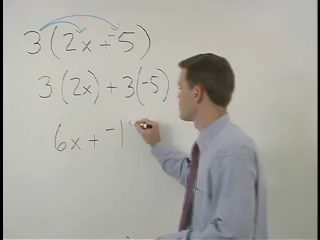 3(2x + -5)
3(2x) + 3(-5)
6x + -1